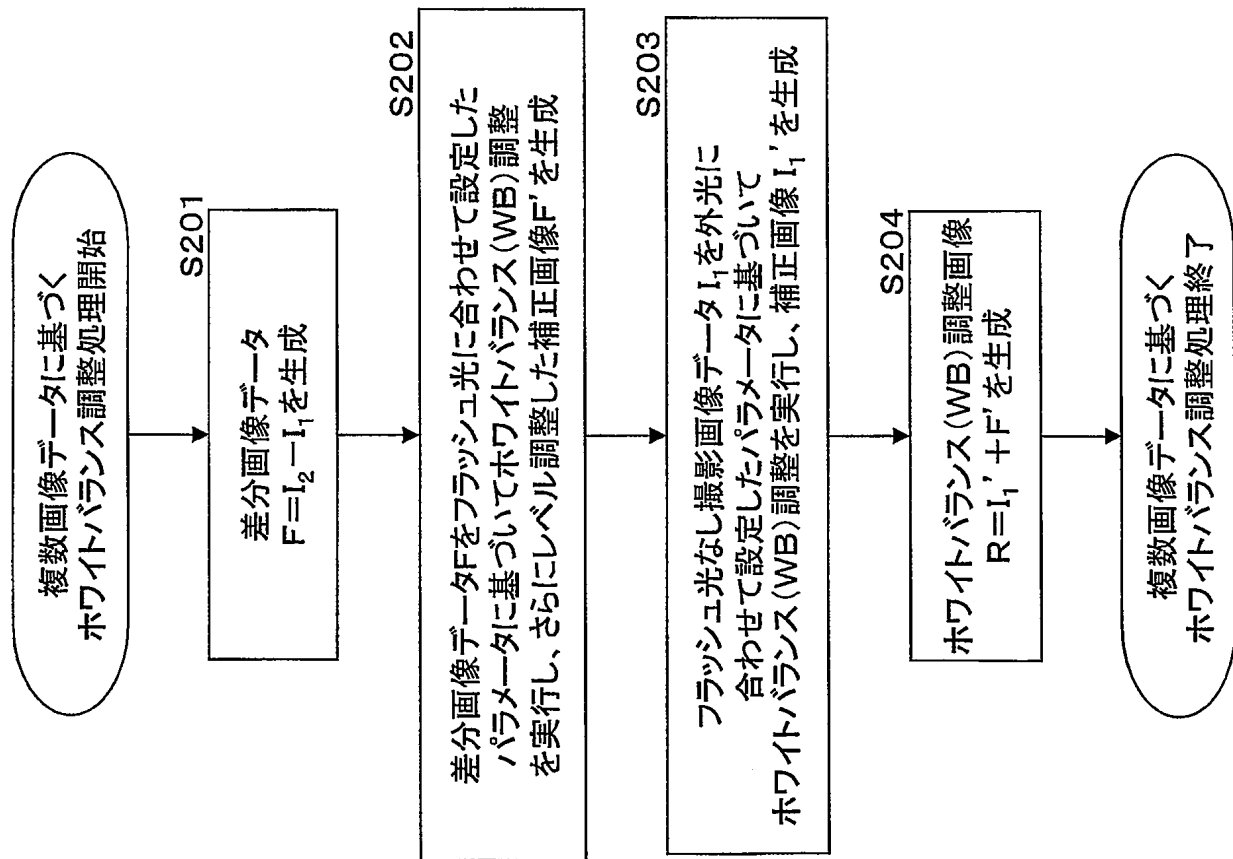 複数画像データに基づく
ホワイトバランス調整処理開始
S201
差分画像データ
F=I₂−I₁を生成
S202
差分画像データFをフラッシュ光に合わせて設定した
パラメータに基づいてホワイトバランス(WB)調整
を実行し、さらにレベル調整した補正画像F'を生成
S203
フラッシュ光なし撮影画像データI₁を外光に
合わせて設定したパラメータに基づいて
ホワイトバランス(WB)調整を実行し、補正画像I₁'を生成
S204
ホワイトバランス(WB)調整画像
R=I₁'+F'を生成
複数画像データに基づく
ホワイトバランス調整処理終了